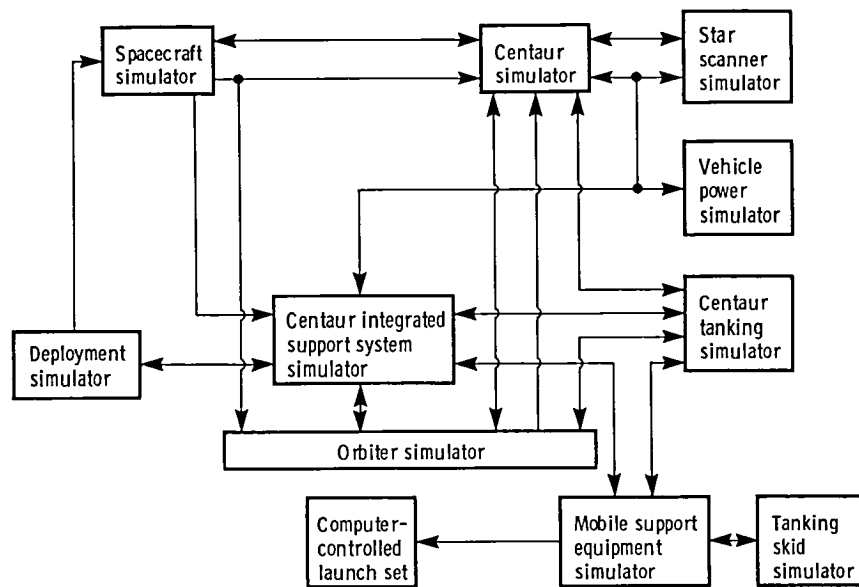 Spacecraft
simulator
Centaur
simulator
Star
scanner
simulator
Vehicle
power
simulator
Centaur integrated
support system
simulator
Centaur
tanking
simulator
Deployment
simulator
Orbiter simulator
Computer-
controlled
launch set
Mobile support
equipment
simulator
Tanking
skid
simulator